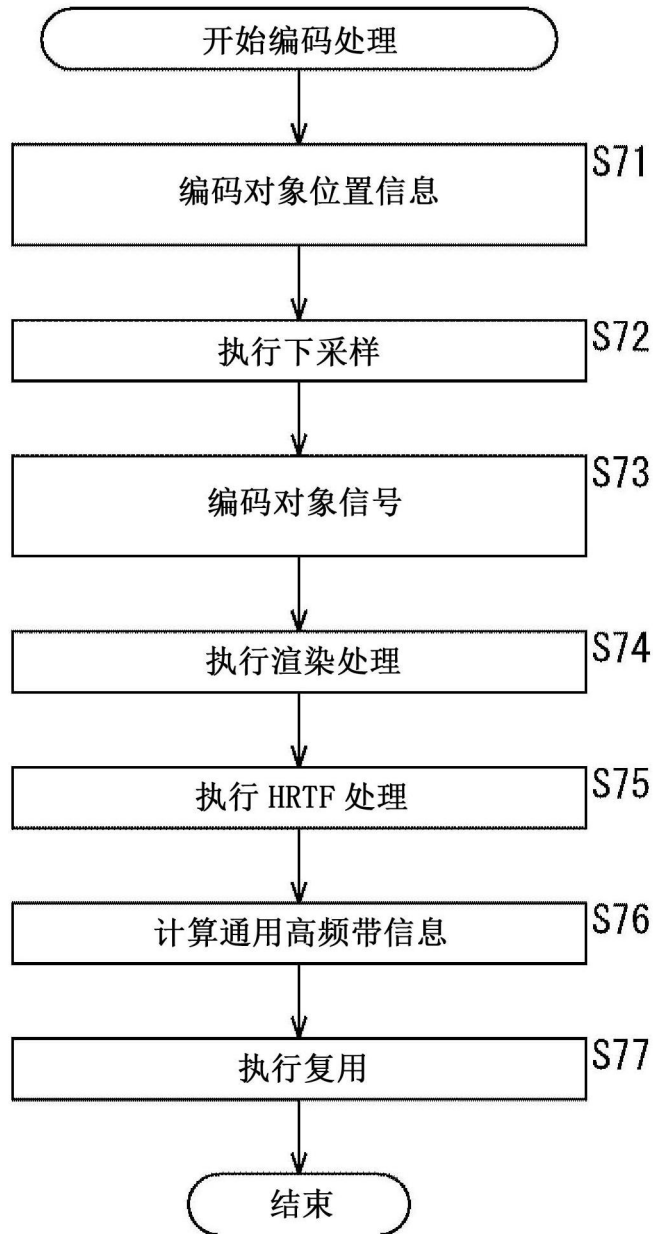 开始编码处理
S71
编码对象位置信息
S72
执行下采样
S73
编码对象信号
S74
执行渲染处理
S75
执行 HRTF 处理
S76
计算通用高频带信息
S77
执行复用
结束